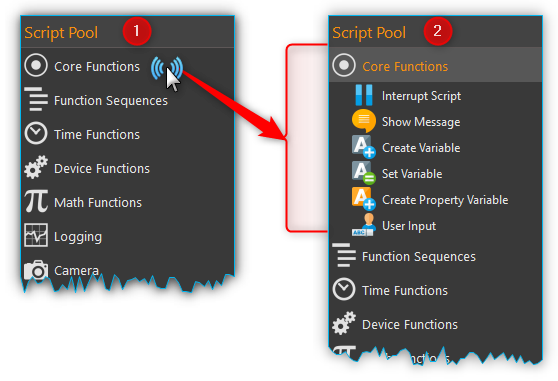 Script Pool 1
Core Functions
Function Sequences
Time Functions
Device Functions
Math Functions
Logging
Camera
Script Pool 2
Core Functions
Interrupt Script
Show Message
A Create Variable
A Set Variable
A Create Property Variable
ABC User Input
Function Sequences
Time Functions
Device Functions
Functions